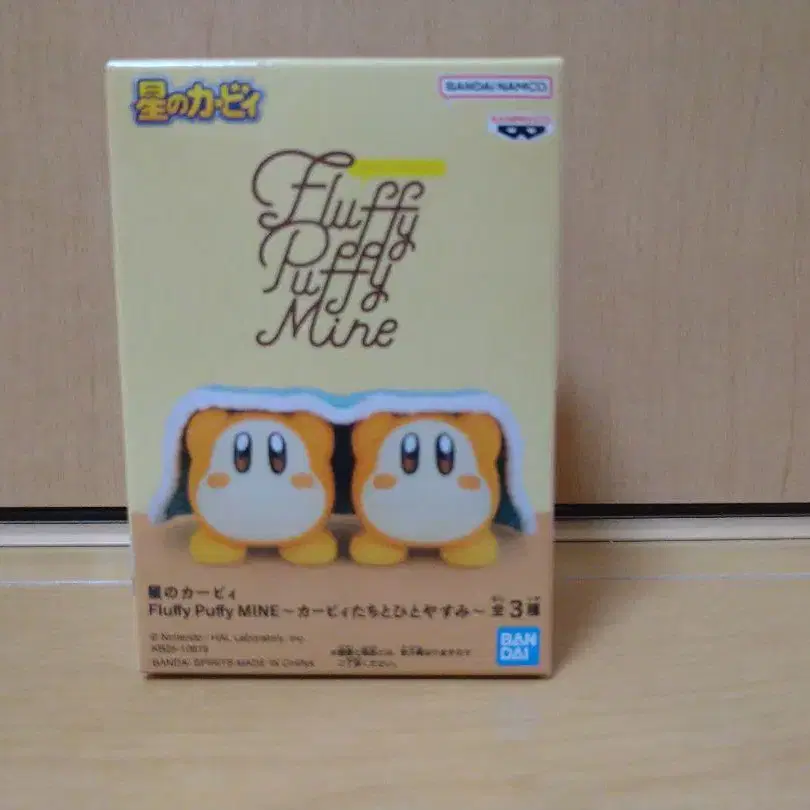 星のカービィ
BANDAI NAMCO
BANPRESTO
Fluffy
Puffy
Mine
星のカービィ
Fluffy Puffy MINE～カービィたちとひとやすみ～ 全3種
© Nintendo / HAL Laboratory, Inc.
BANDAI SPIRITS MADE IN CHINA
BAN
DAI